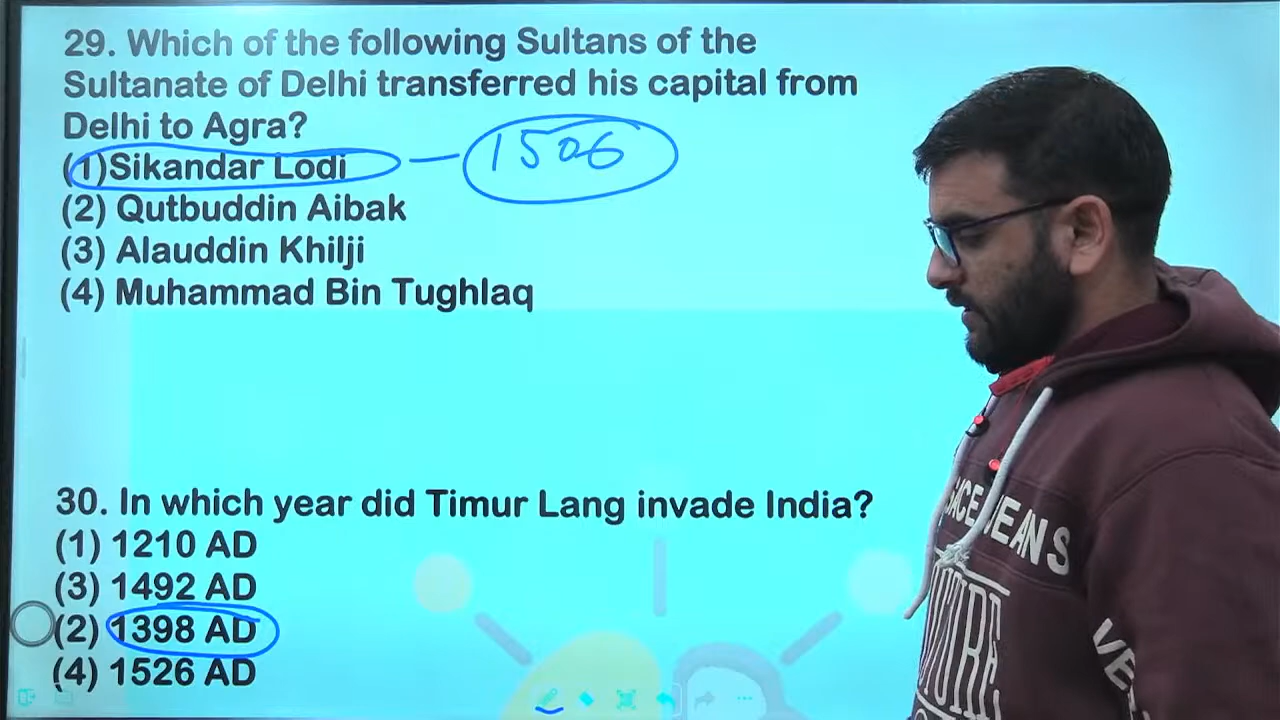 29. Which of the following Sultans of the
Sultanate of Delhi transferred his capital from
Delhi to Agra?
(1)Sikandar Lodi — 1506
(2) Qutbuddin Aibak
(3) Alauddin Khilji
(4) Muhammad Bin Tughlaq
30. In which year did Timur Lang invade India?
(1) 1210 AD
(3) 1492 AD
(2) 1398 AD
(4) 1526 AD